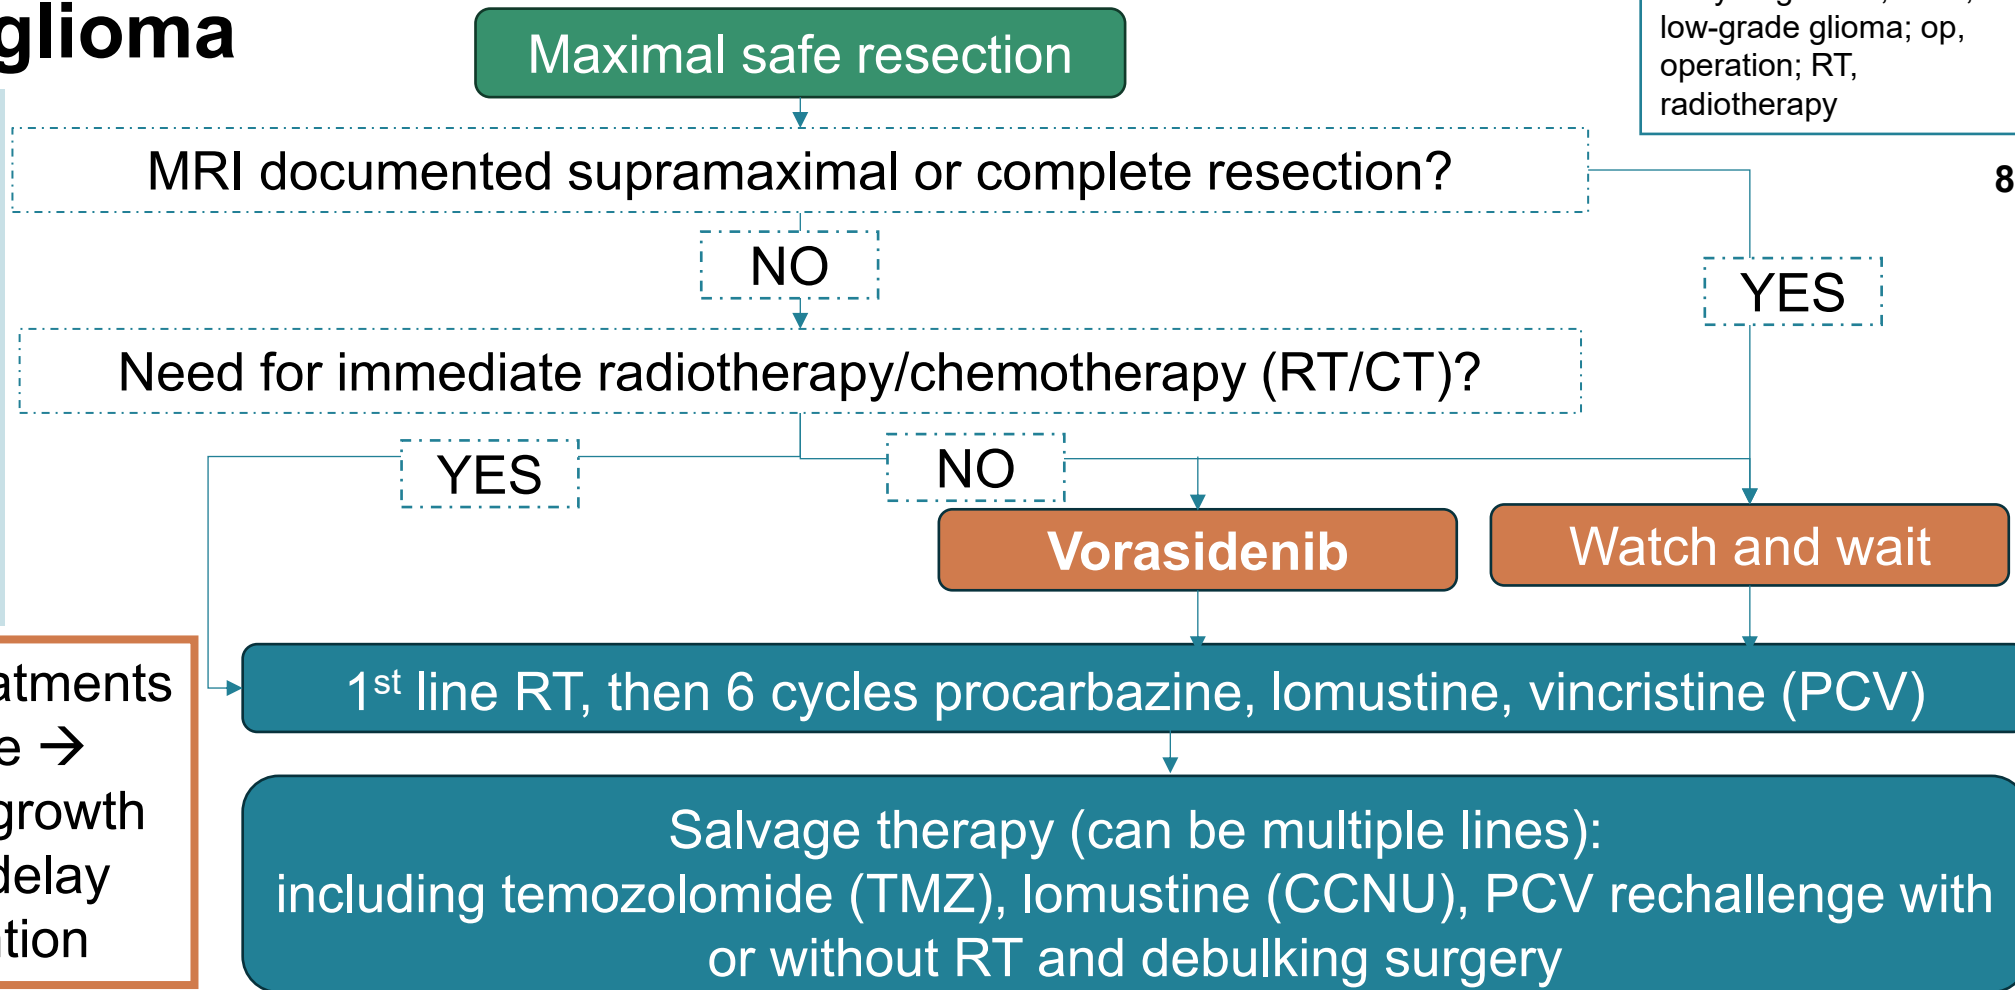 glioma
Maximal safe resection
low-grade glioma; op,
operation; RT,
radiotherapy
8
MRI documented supramaximal or complete resection?
NO
YES
Need for immediate radiotherapy/chemotherapy (RT/CT)?
YES
NO
Vorasidenib
Watch and wait
1st line RT, then 6 cycles procarbazine, lomustine, vincristine (PCV)
atments
e →
growth
delay
tion
Salvage therapy (can be multiple lines):
including temozolomide (TMZ), lomustine (CCNU), PCV rechallenge with
or without RT and debulking surgery